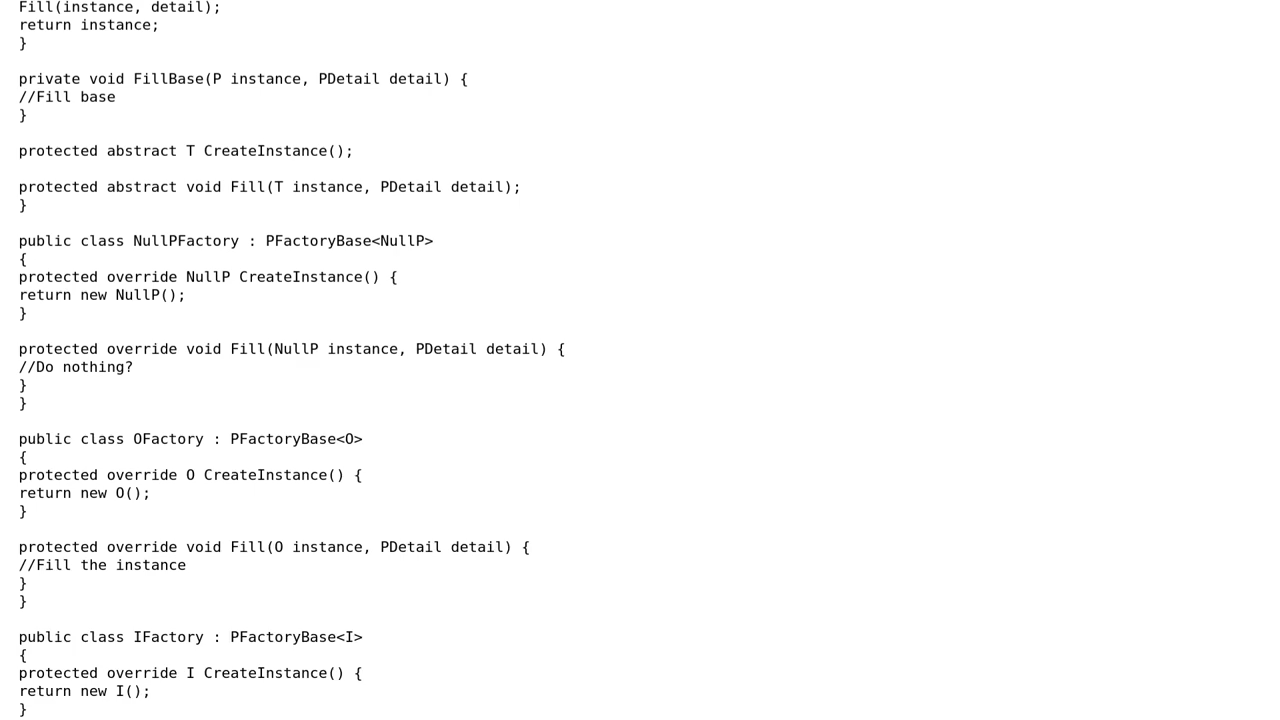 Fill(instance, detail);
return instance;
}

private void FillBase(P instance, PDetail detail) {
//Fill base
}

protected abstract T CreateInstance();

protected abstract void Fill(T instance, PDetail detail);
}

public class NullPFactory : PFactoryBase<NullP>
{
protected override NullP CreateInstance() {
return new NullP();
}

protected override void Fill(NullP instance, PDetail detail) {
//Do nothing?
}
}

public class OFactory : PFactoryBase<O>
{
protected override O CreateInstance() {
return new O();
}

protected override void Fill(O instance, PDetail detail) {
//Fill the instance
}
}

public class IFactory : PFactoryBase<I>
{
protected override I CreateInstance() {
return new I();
}